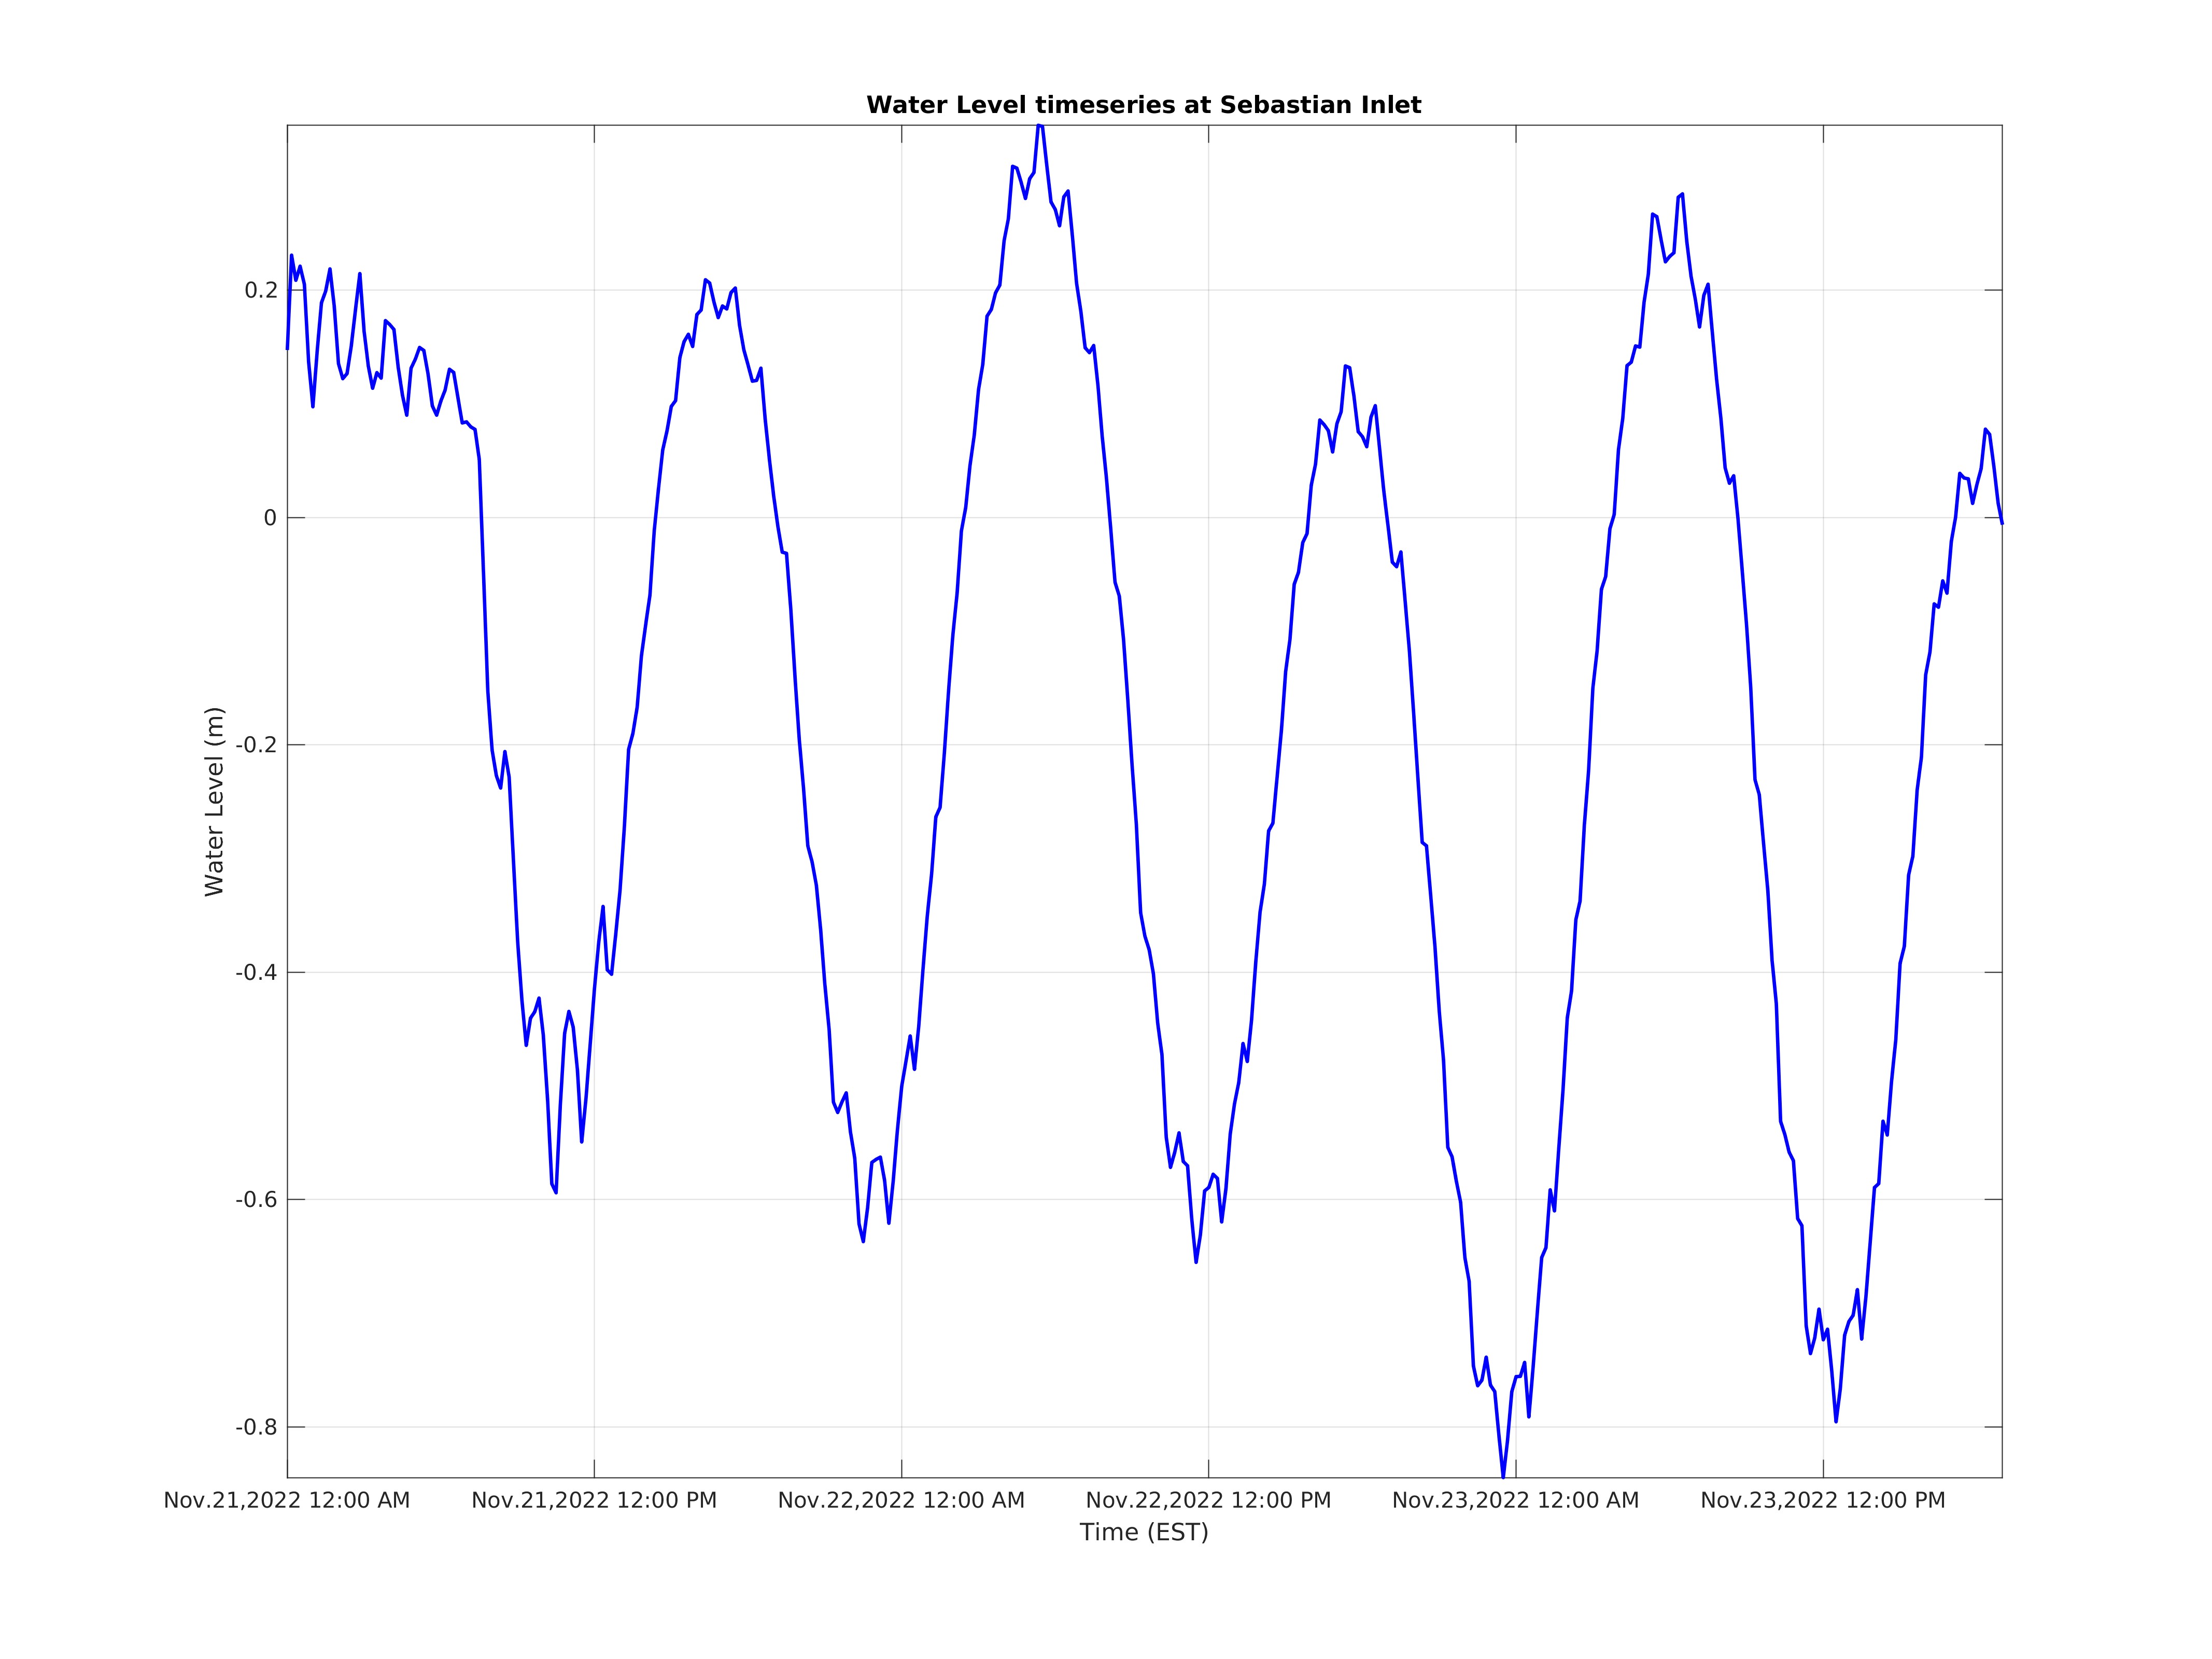 Water Level timeseries at Sebastian Inlet
0.2
0
-0.2
-0.4
-0.6
-0.8
Water Level (m)
Nov.21,2022 12:00 AM
Nov.21,2022 12:00 PM
Nov.22,2022 12:00 AM
Nov.22,2022 12:00 PM
Nov.23,2022 12:00 AM
Nov.23,2022 12:00 PM
Time (EST)